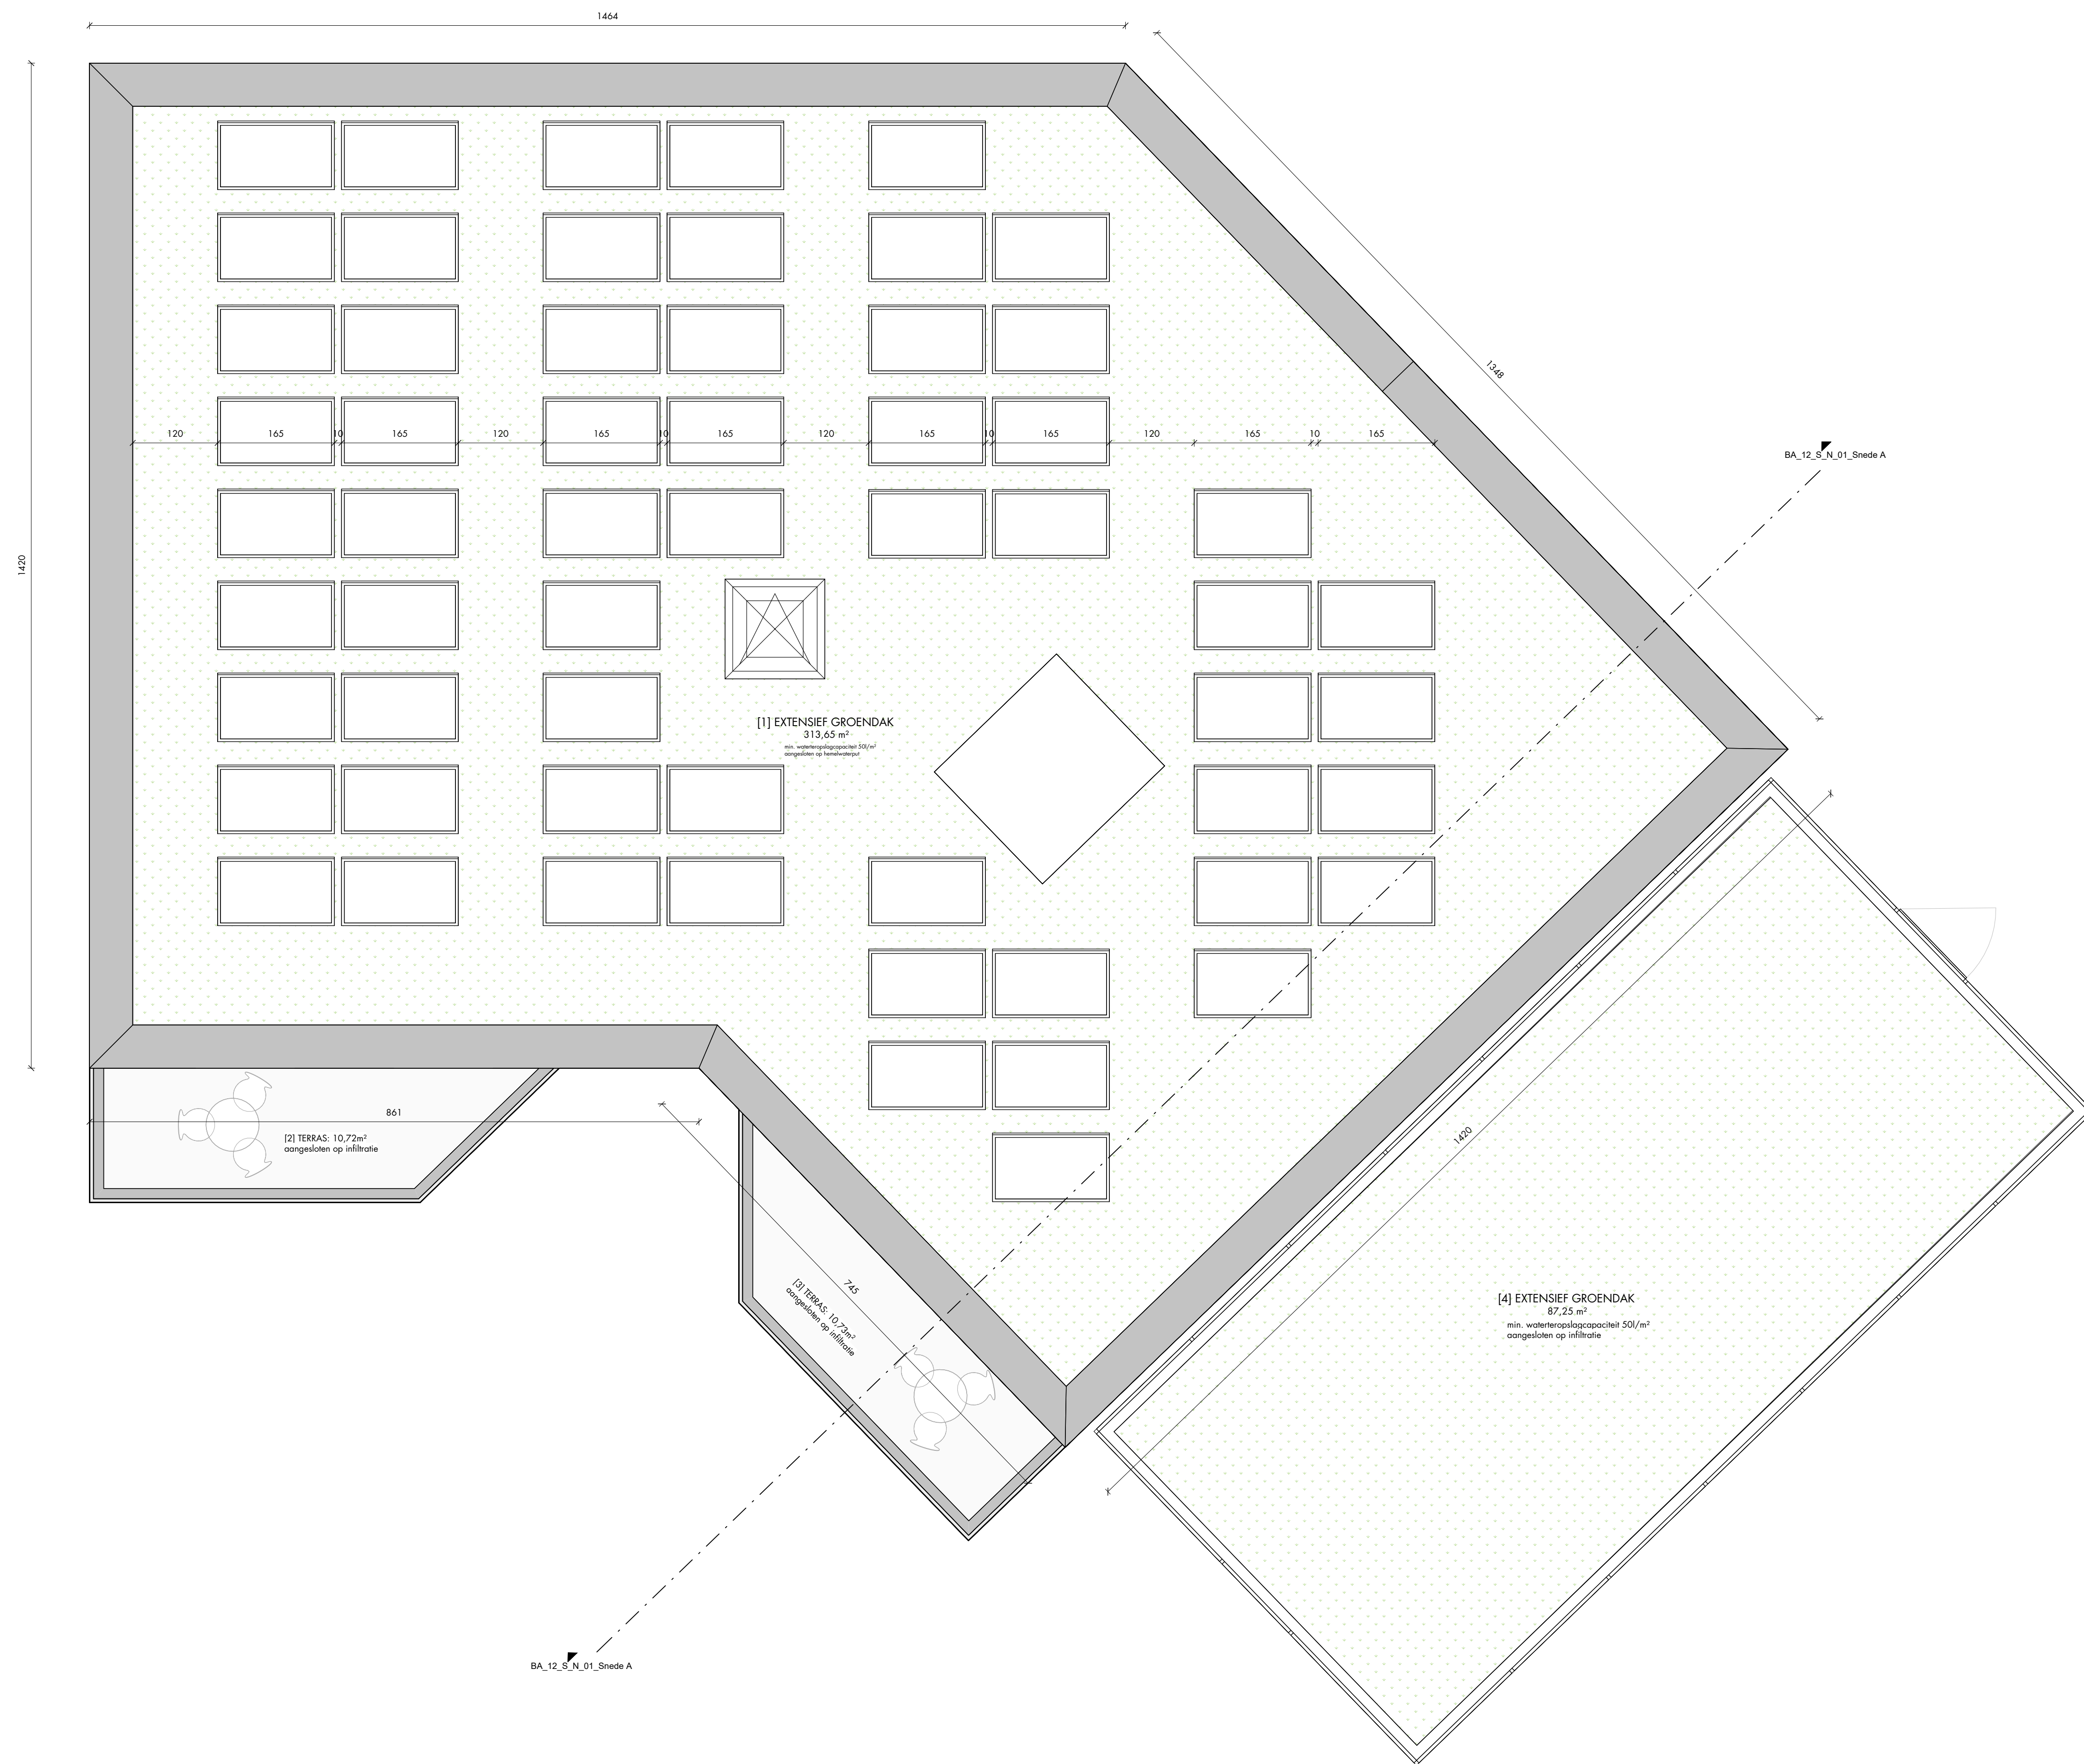 1464
1348
BA_12_S_N_01_Snede A
120 165 10 165 120 165 10 165 120 165 10 165 120 165 10 165
1420
[1] EXTENSIEF GROENDAK
313,65 m²
min. waterteropslagcapaciteit 50l/m²
aangesloten op hemelwaterput
861
[2] TERRAS: 10,72m²
aangesloten op infiltratie
745
[3] TERRAS: 10,73m²
aangesloten op infiltratie
1420
[4] EXTENSIEF GROENDAK
87,25 m²
min. waterteropslagcapaciteit 50l/m²
aangesloten op infiltratie
BA_12_S_N_01_Snede A